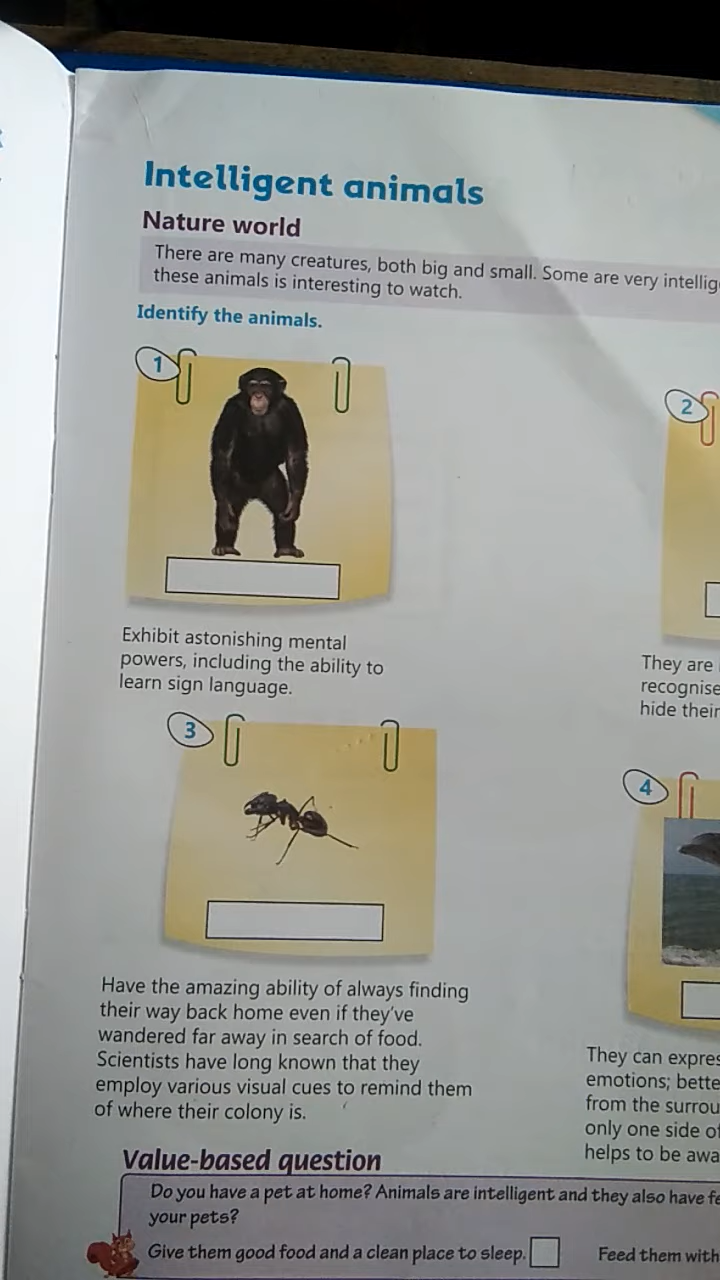 Intelligent animals
Nature world
There are many creatures, both big and small. Some are very
these animals is interesting to watch.
Identify the animals.
1
2
Exhibit astonishing mental
powers, including the ability to
learn sign language.
They are
recognise
hide their
3
4
Have the amazing ability of always finding
their way back home even if they've
wandered far away in search of food.
Scientists have long known that they
employ various visual cues to remind them
of where their colony is.
They can
emotions;
from the
only one side
helps to be
Value-based question
Do you have a pet at home? Animals are intelligent and they also have
your pets?
Give them good food and a clean place to sleep.
Feed them with